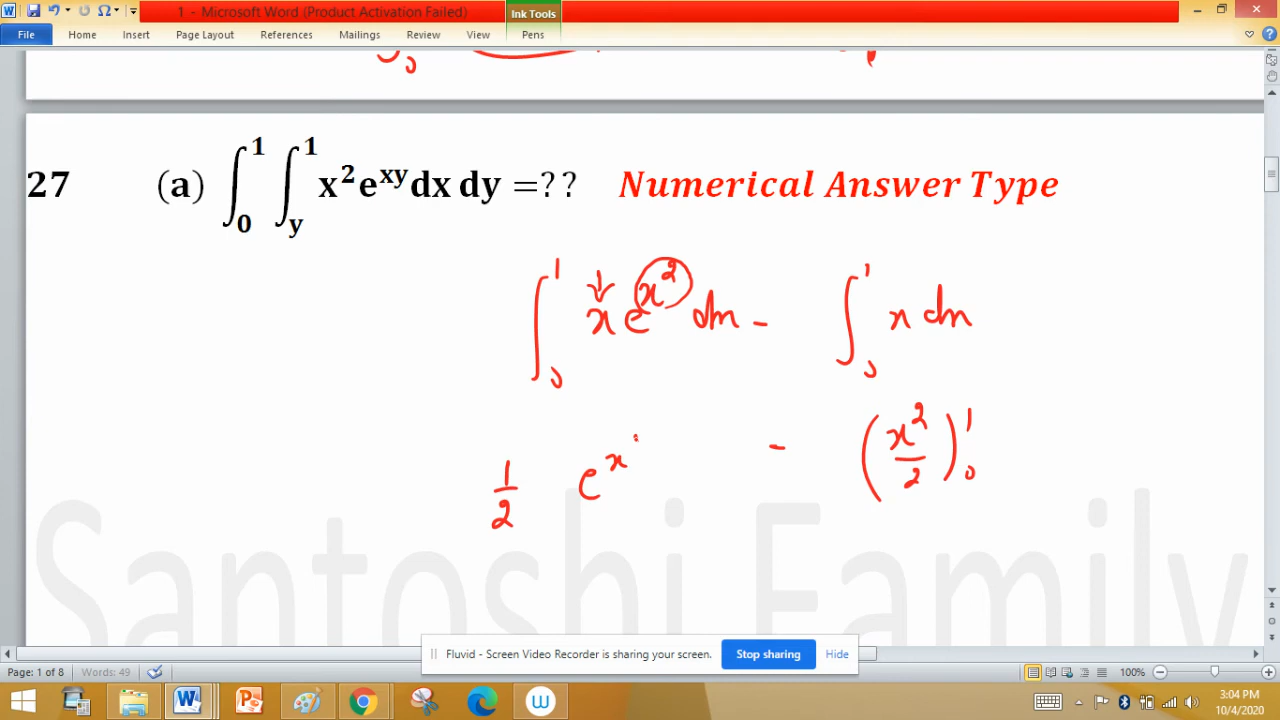 1 - Microsoft Word (Product Activation Failed)
Ink Tools
File Home Insert Page Layout References Mailings Review View Pens
27 (a) ∫₀¹ ∫ᵧ¹ x²e^{xy}dx dy =?? Numerical Answer Type
∫₀¹ x e^{x²} dx - ∫₀¹ x dx
1/2 e^x - (x²/2)₀¹
Santoshi Family
Fluvid - Screen Video Recorder is sharing your screen. Stop sharing Hide
Page: 1 of 8 Words: 49 100%
3:04 PM
10/4/2020